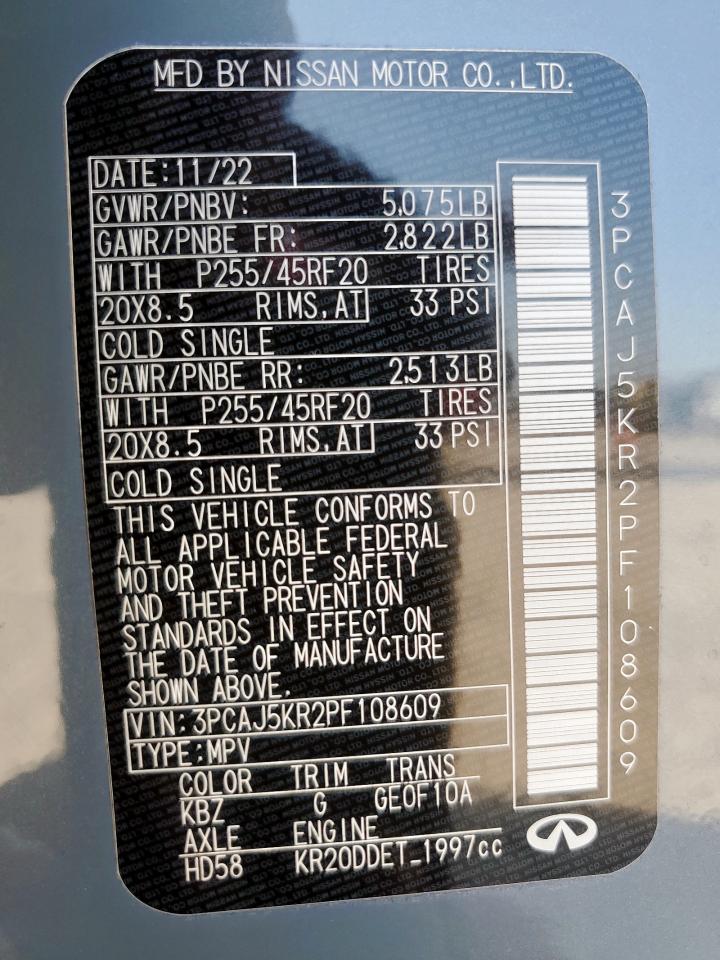 MFD BY NISSAN MOTOR CO.,LTD.
DATE:11/22
GVWR/PNBV: 5,075LB
GAWR/PNBE FR: 2,822LB
WITH P255/45RF20 TIRES
20X8.5 RIMS,AT 33 PSI
COLD SINGLE
GAWR/PNBE RR: 2,513LB
WITH P255/45RF20 TIRES
20X8.5 RIMS,AT 33 PSI
COLD SINGLE
THIS VEHICLE CONFORMS TO
ALL APPLICABLE FEDERAL
MOTOR VEHICLE SAFETY
AND THEFT PREVENTION
STANDARDS IN EFFECT ON
THE DATE OF MANUFACTURE
SHOWN ABOVE.
VIN:3PCAJ5KR2PF108609
TYPE:MPV
COLOR TRIM TRANS
KBZ G GE0F10A
AXLE ENGINE
HD58 KR20DDET_1997cc
3PCAJ5KR2PF108609